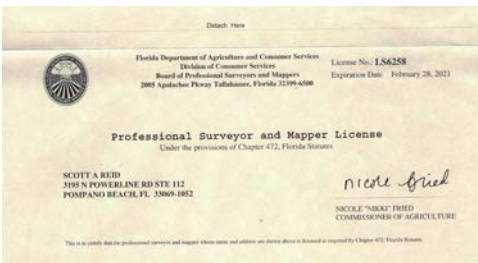 Detach Here
Florida Department of Agriculture and Consumer Services
Division of Consumer Services
Board of Professional Surveyors and Mappers
2005 Apalachee Pkway Tallahassee, Florida 32399-6500
License No.: LS6258
Expiration Date February 28, 2021
Professional Surveyor and Mapper License
Under the provisions of Chapter 472, Florida Statutes
SCOTT A REID
3195 N POWERLINE RD STE 112
POMPANO BEACH, FL 33069-1052
Nicole Fried
NICOLE "NIKKI" FRIED
COMMISSIONER OF AGRICULTURE
This is to certify that the professional surveyor and mapper whose name and address are shown above is licensed as required by Chapter 472, Florida Statutes.